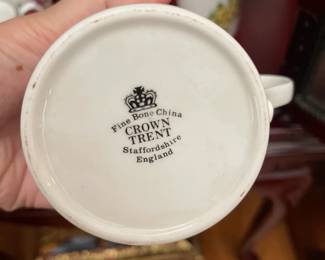 Fine Bone China
CROWN
TRENT
Staffordshire
England